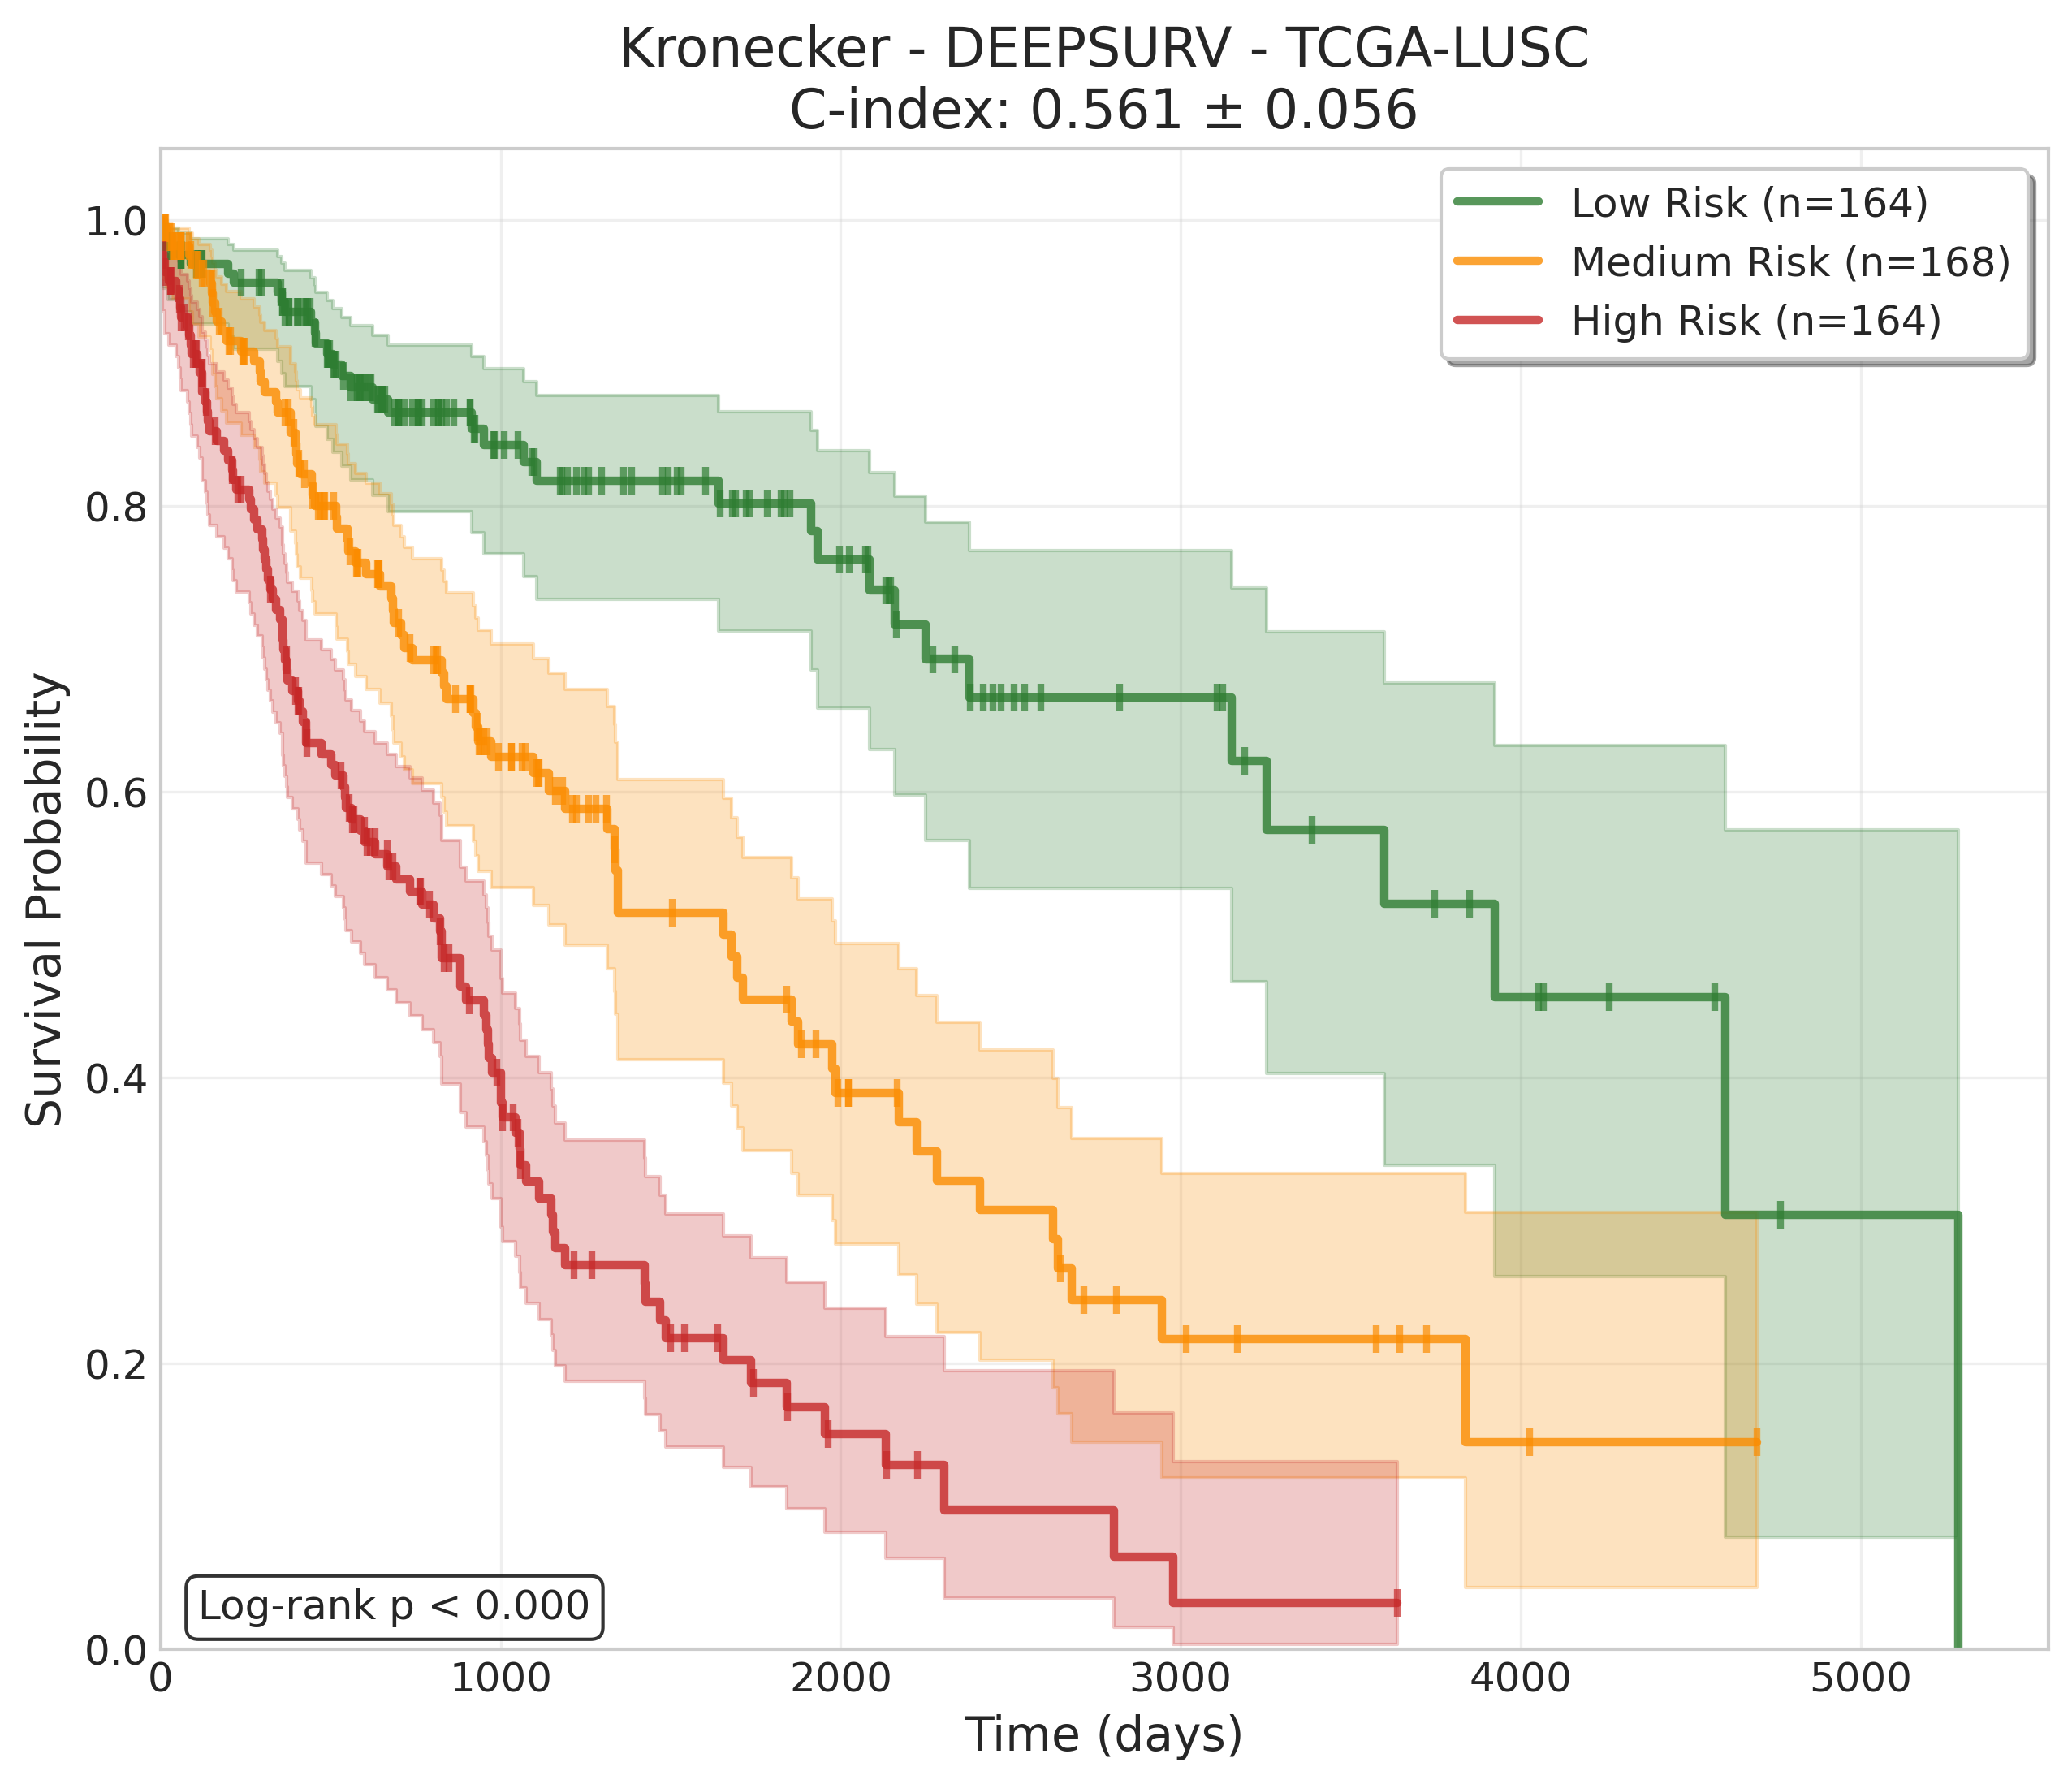 Kronecker - DEEPSURV - TCGA-LUSC
C-index: 0.561 ± 0.056
Low Risk (n=164)
Medium Risk (n=168)
High Risk (n=164)
Survival Probability
1.0
0.8
0.6
0.4
0.2
0.0
Log-rank p < 0.000
0 1000 2000 3000 4000 5000
Time (days)